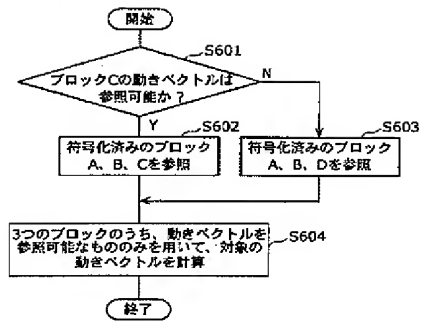 開始
S601
ブロックCの動きベクトルは
参照可能か？
N
Y
S602
符号化済みのブロック
A、B、Cを参照
S603
符号化済みのブロック
A、B、Dを参照
3つのブロックのうち、動きベクトルを
参照可能なもののみを用いて、対象の
動きベクトルを計算
S604
終了